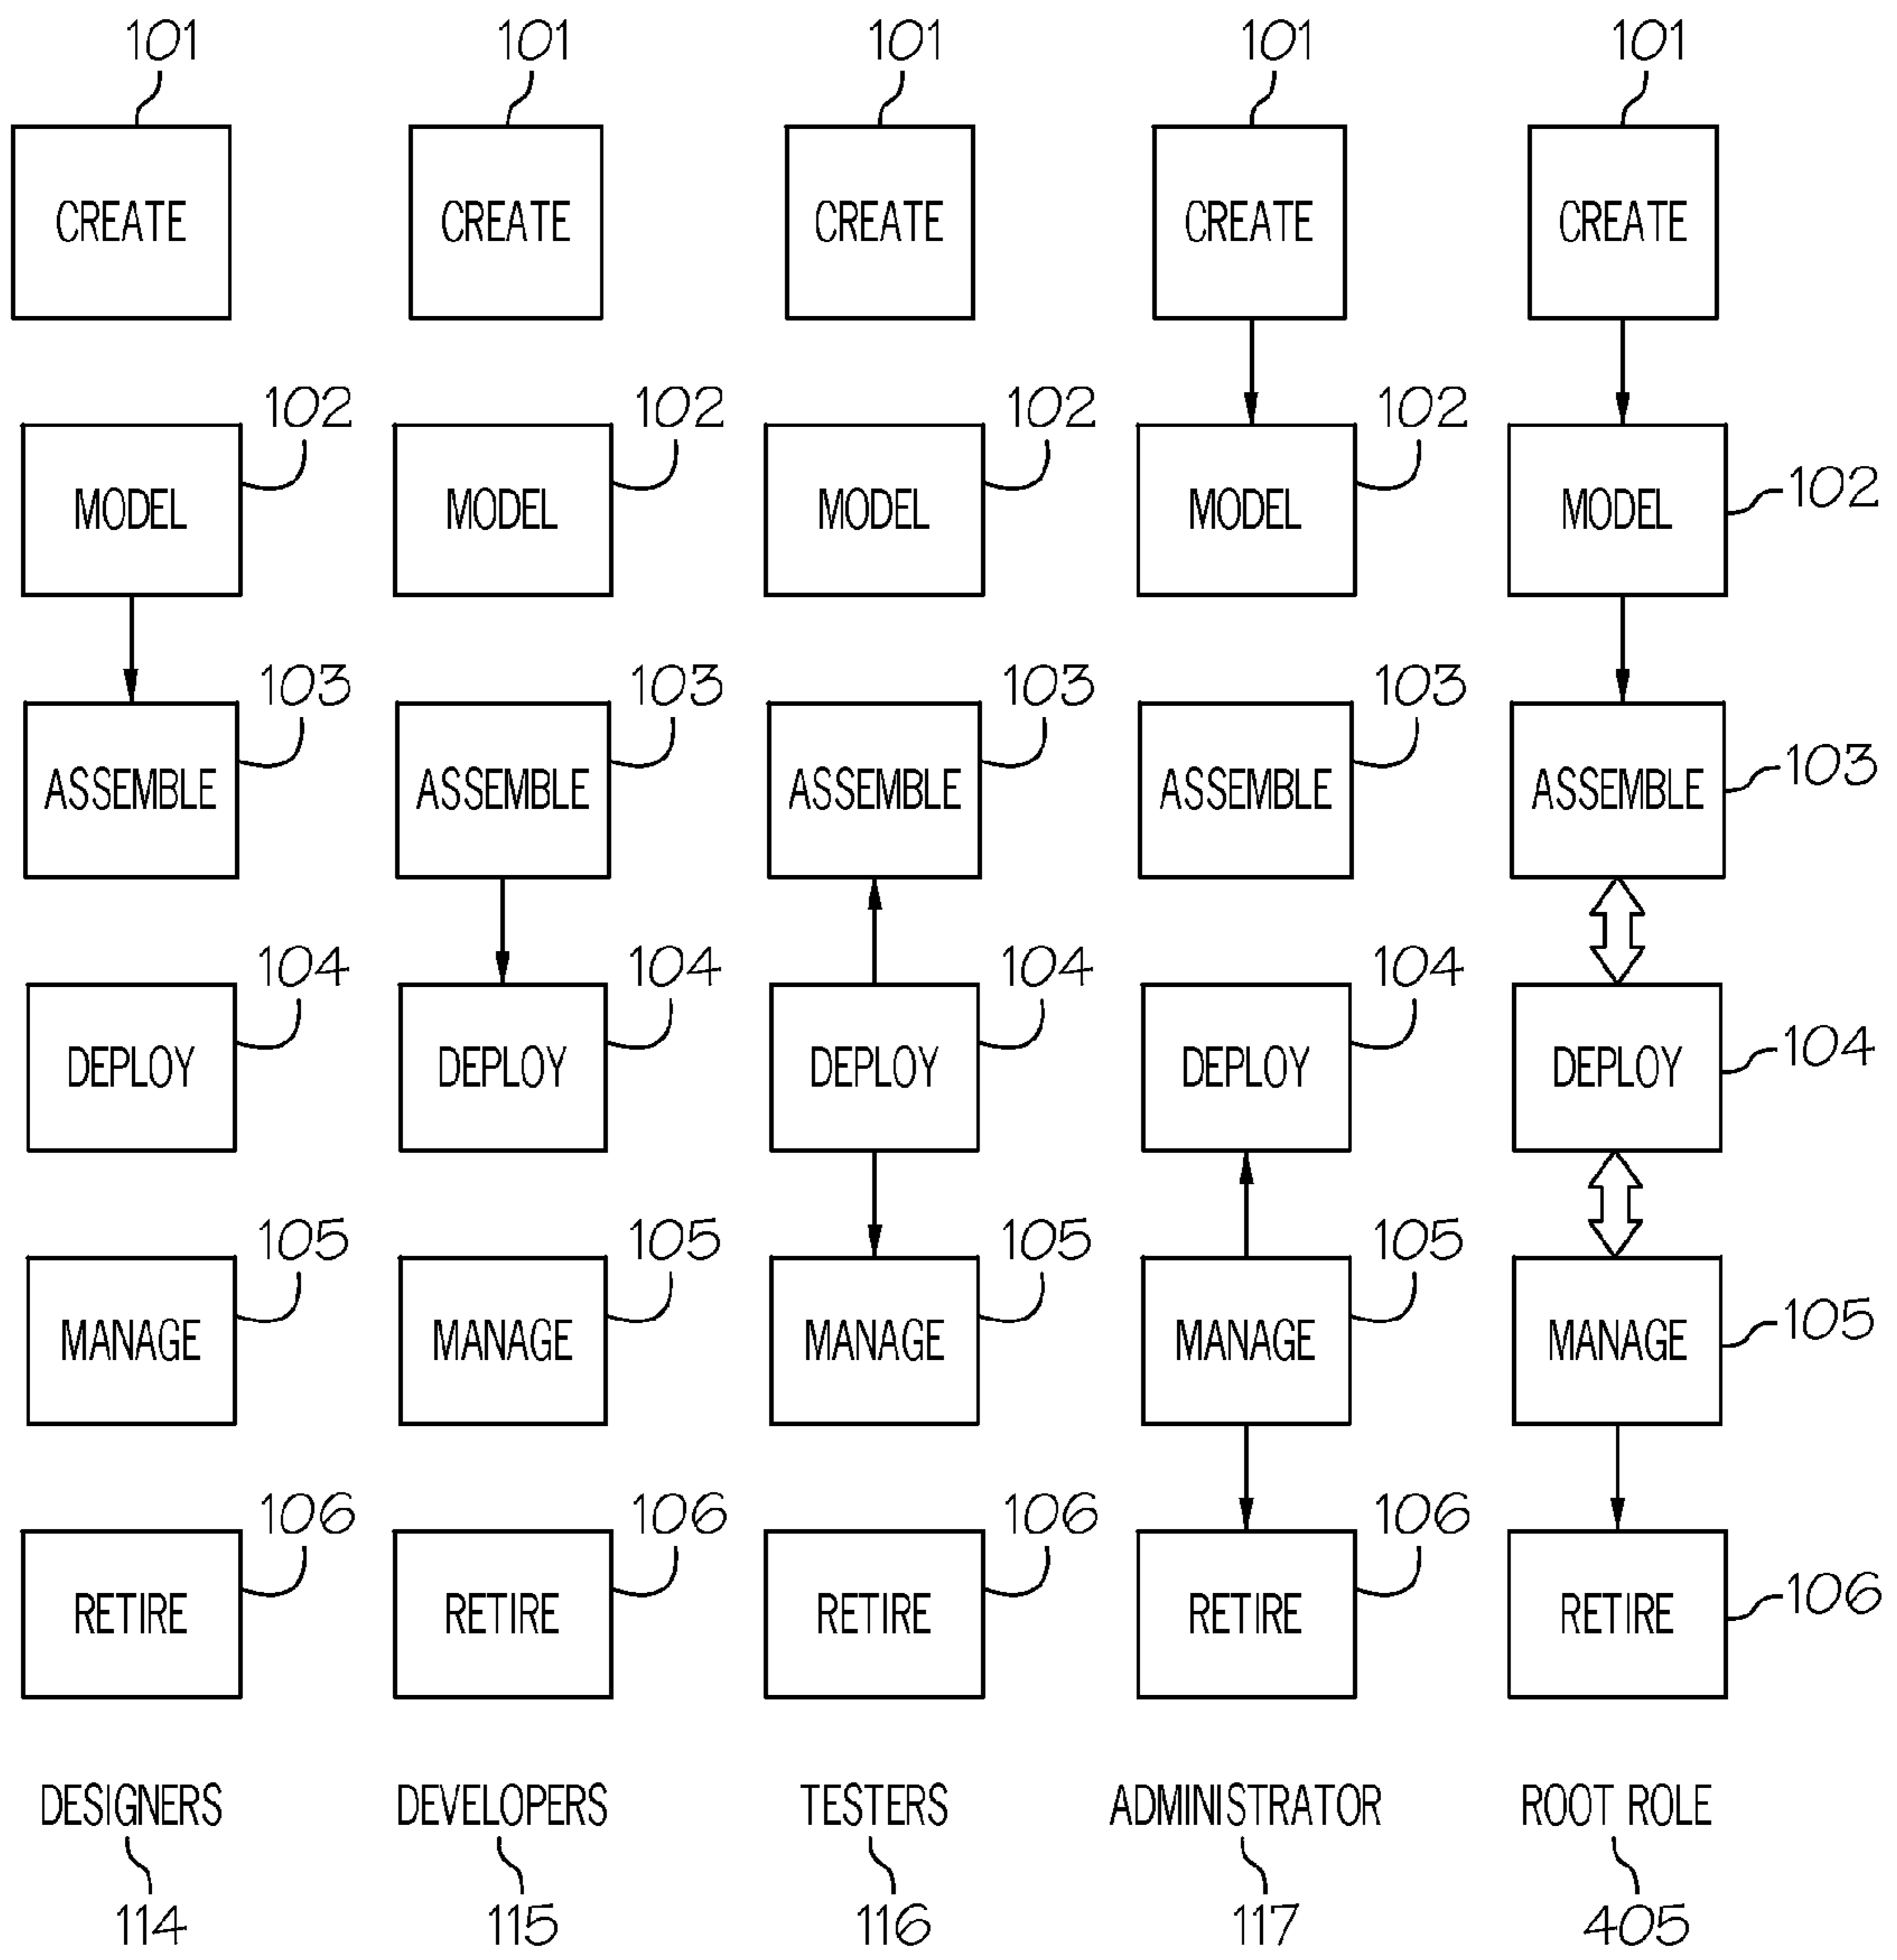 101 101 101 101 101
CREATE CREATE CREATE CREATE CREATE
102 102 102 102
102
MODEL MODEL MODEL MODEL MODEL
103 103 103 103
103
ASSEMBLE ASSEMBLE ASSEMBLE ASSEMBLE ASSEMBLE
104 104 104 104
104
DEPLOY DEPLOY DEPLOY DEPLOY DEPLOY
105 105 105 105
105
MANAGE MANAGE MANAGE MANAGE MANAGE
106 106 106 106
106
RETIRE RETIRE RETIRE RETIRE RETIRE
DESIGNERS DEVELOPERS TESTERS ADMINISTRATOR ROOT ROLE
114 115 116 117 405